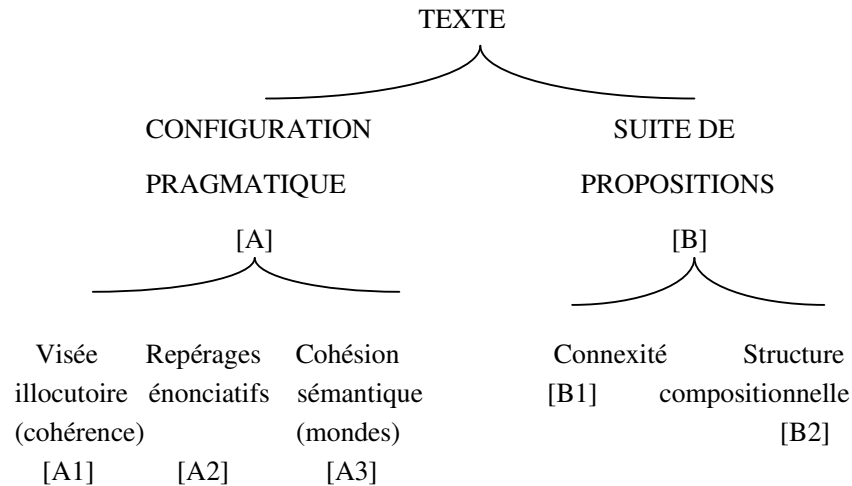 TEXTE
CONFIGURATION SUITE DE
PRAGMATIQUE PROPOSITIONS
[A] [B]
Visée Repérages Cohésion Connexité Structure
illocutoire énonciatifs sémantique [B1] compositionnelle
(cohérence) (mondes) [B2]
[A1] [A2] [A3]